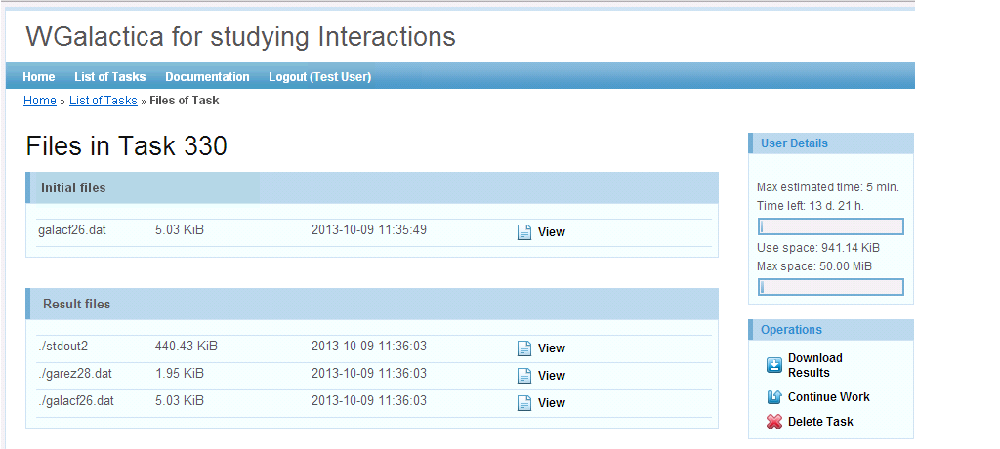 WGalactica for studying Interactions
Home List of Tasks Documentation Logout (Test User)
Home » List of Tasks » Files of Task
Files in Task 330
Initial files
galacf26.dat 5.03 KiB 2013-10-09 11:35:49 View
Result files
./stdout2 440.43 KiB 2013-10-09 11:36:03 View
./garez28.dat 1.95 KiB 2013-10-09 11:36:03 View
./galacf26.dat 5.03 KiB 2013-10-09 11:36:03 View
User Details
Max estimated time: 5 min.
Time left: 13 d. 21 h.
Use space: 941.14 KiB
Max space: 50.00 MiB
Operations
Download
Results
Continue Work
Delete Task